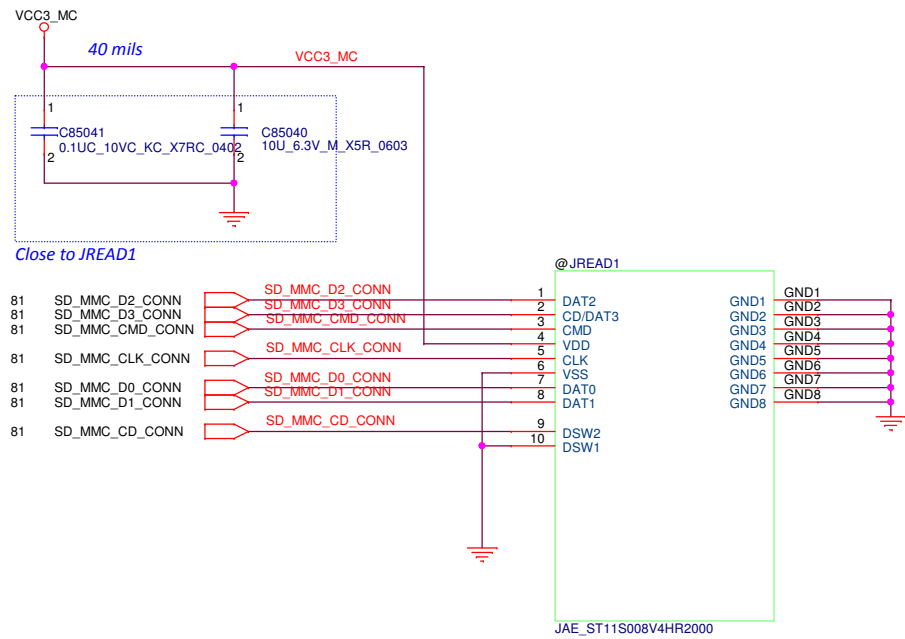 VCC3_MC
40 mils
VCC3_MC
1
1
C85041
C85040
0.1UC_10VC_KC_X7RC_0402
10U_6.3V_M_X5R_0603
2
2
Close to JREAD1
@JREAD1
81 SD_MMC_D2_CONN SD_MMC_D2_CONN 1 DAT2 GND1 GND1
81 SD_MMC_D3_CONN SD_MMC_D3_CONN 2 CD/DAT3 GND2 GND2
81 SD_MMC_CMD_CONN SD_MMC_CMD_CONN 3 CMD GND3 GND3
4 VDD GND4 GND4
81 SD_MMC_CLK_CONN SD_MMC_CLK_CONN 5 CLK GND5 GND5
6 VSS GND6 GND6
81 SD_MMC_D0_CONN SD_MMC_D0_CONN 7 DAT0 GND7 GND7
81 SD_MMC_D1_CONN SD_MMC_D1_CONN 8 DAT1 GND8 GND8
81 SD_MMC_CD_CONN SD_MMC_CD_CONN 9 DSW2
10 DSW1
JAE_ST11S008V4HR2000